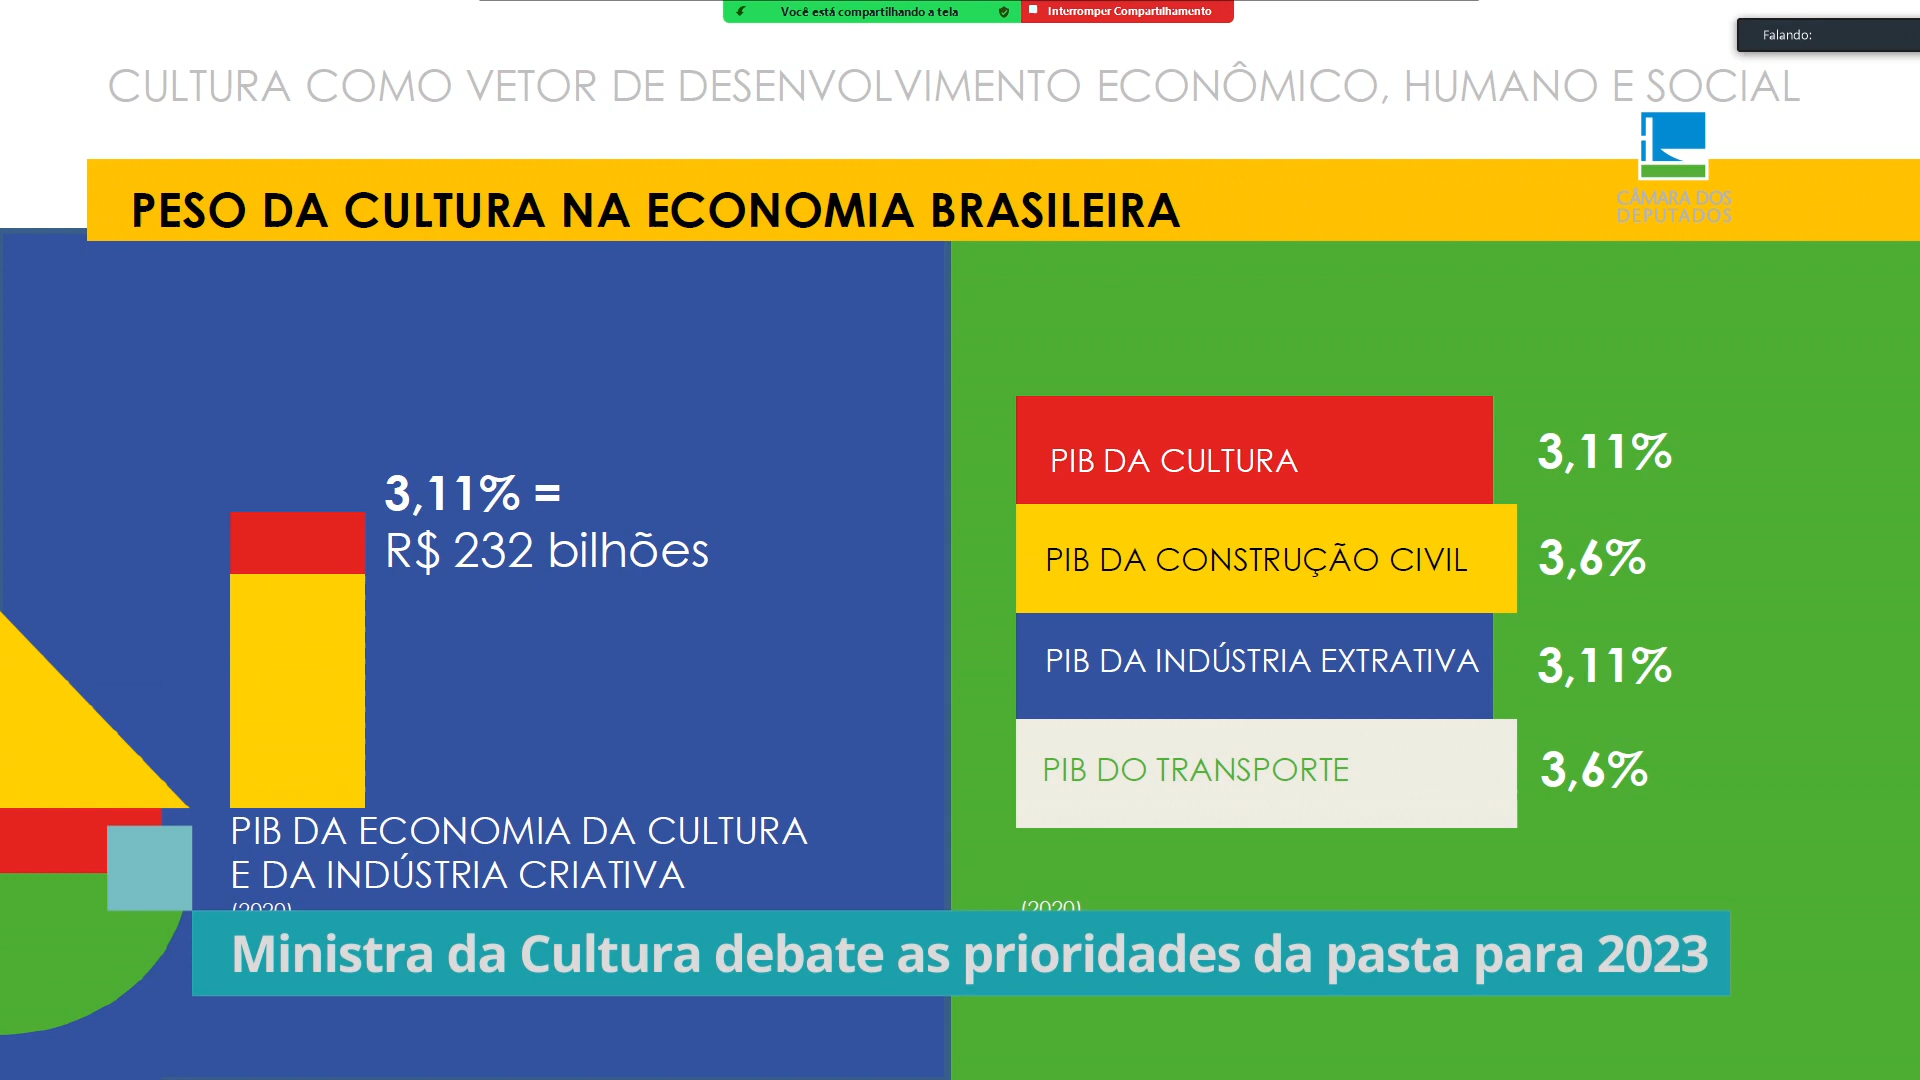 Você está compartilhando a tela
Interromper Compartilhamento
Falando:
CULTURA COMO VETOR DE DESENVOLVIMENTO ECONÔMICO, HUMANO E SOCIAL
PESO DA CULTURA NA ECONOMIA BRASILEIRA
CÂMARA DOS
DEPUTADOS
3,11% =
R$ 232 bilhões
PIB DA ECONOMIA DA CULTURA
E DA INDÚSTRIA CRIATIVA
(2020)
PIB DA CULTURA 3,11%
PIB DA CONSTRUÇÃO CIVIL 3,6%
PIB DA INDÚSTRIA EXTRATIVA 3,11%
PIB DO TRANSPORTE 3,6%
(2020)
Ministra da Cultura debate as prioridades da pasta para 2023